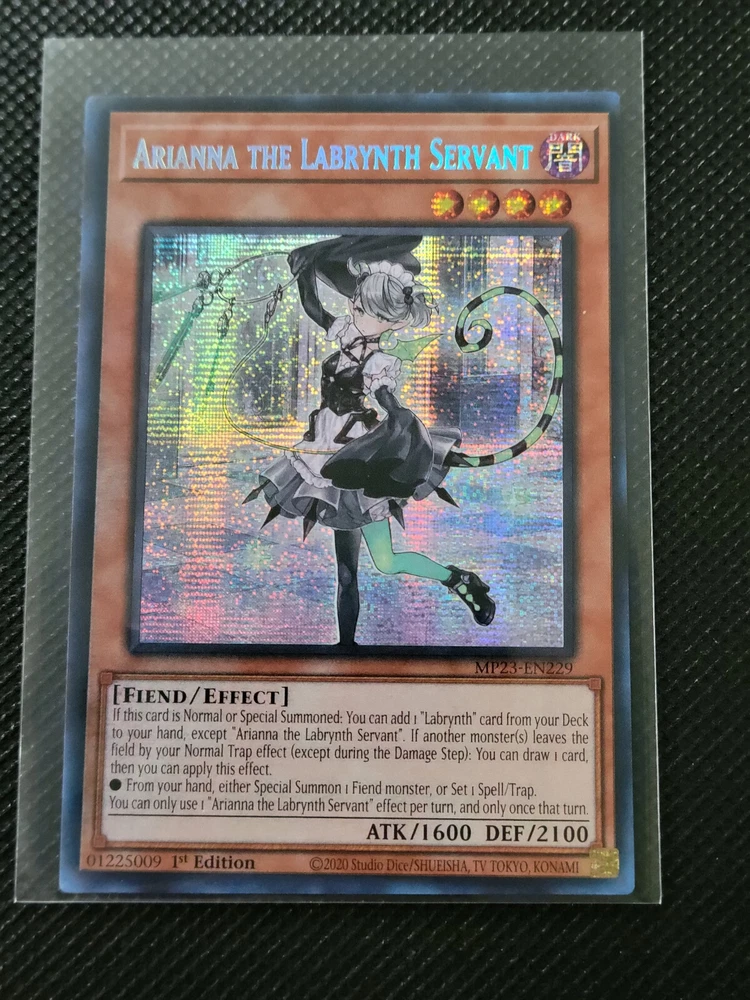 ARIANNA THE LABRYNTH SERVANT
DARK
闇
MP23-EN229
[FIEND/EFFECT]
If this card is Normal or Special Summoned: You can add 1 "Labrynth" card from your Deck
to your hand, except "Arianna the Labrynth Servant". If another monster(s) leaves the
field by your Normal Trap effect (except during the Damage Step): You can draw 1 card,
then you can apply this effect.
● From your hand, either Special Summon 1 Fiend monster, or Set 1 Spell/Trap.
You can only use 1 "Arianna the Labrynth Servant" effect per turn, and only once that turn.
ATK/1600 DEF/2100
01225009 1st Edition ©2020 Studio Dice/SHUEISHA, TV TOKYO, KONAMI